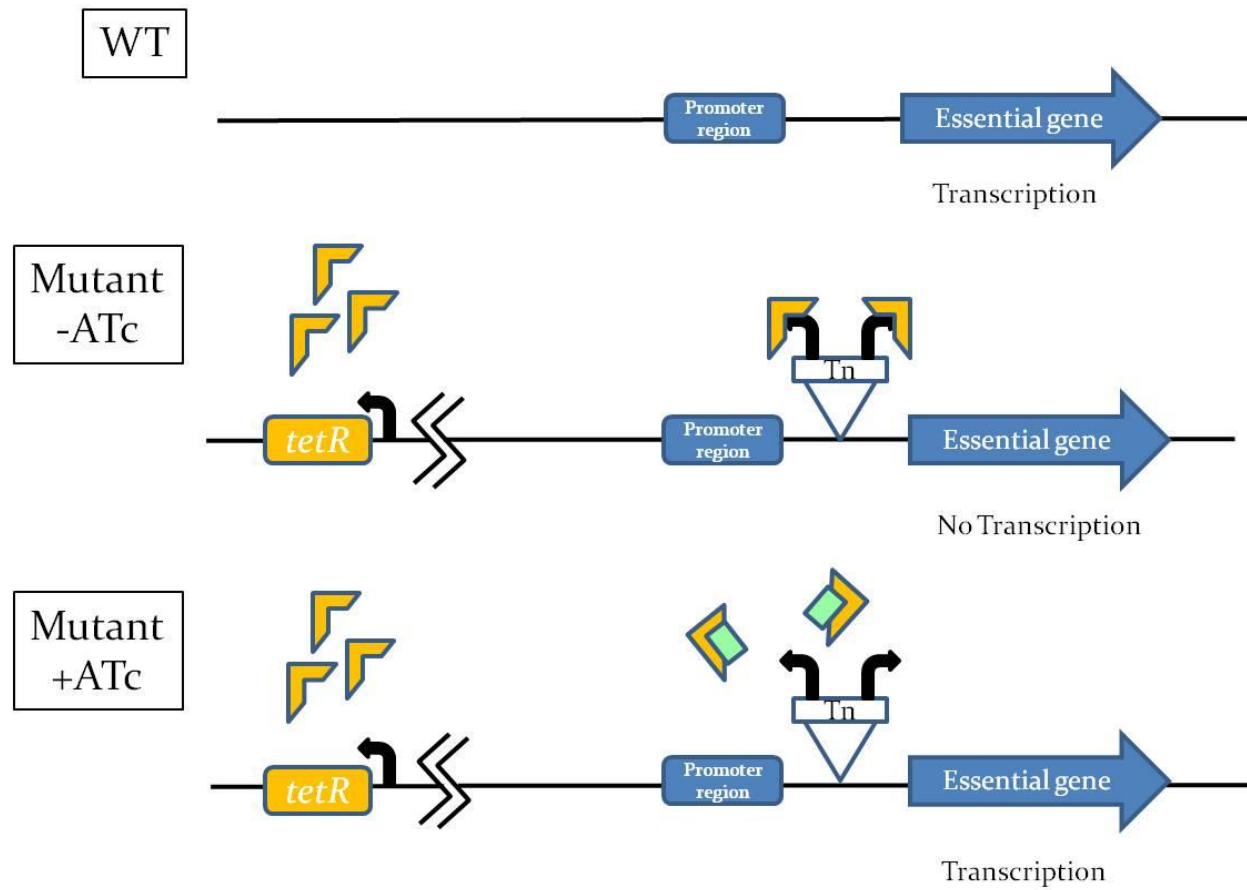 WT
Promoter
region
Essential gene
Transcription
Mutant
-ATc
Tn
tetR
Promoter
region
Essential gene
No Transcription
Mutant
+ATc
Tn
tetR
Promoter
region
Essential gene
Transcription